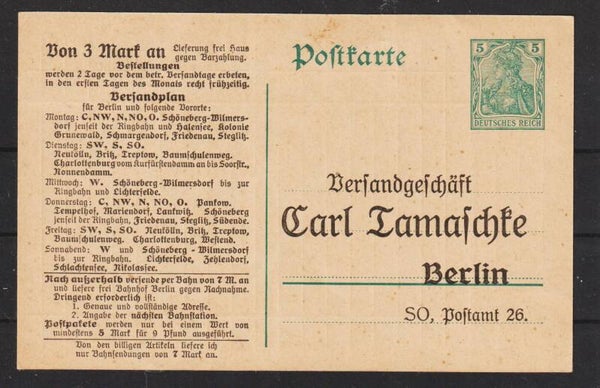 Von 3 Mark an Lieferung frei Haus
gegen Barzahlung.
Bestellungen
werden 2 Tage vor dem betr. Versandtage erbeten,
in den ersten Tagen des Monats recht frühzeitig.
Versandplan
für Berlin und folgende Vororte:
Montag: C, NW, N, NO, O. Schöneberg-Wilmers-
dorf jenseit der Ringbahn und Halensee, Kolonie
Grunewald, Schmargendorf, Friedenau, Steglitz.
Dienstag: SW, S, SO.
Neukölln, Britz, Treptow, Baumschulenweg.
Charlottenburg vom Kurfürstendamm an bis Soorstr.,
Nonnendamm.
Mittwoch: W. Schöneberg-Wilmersdorf bis zur
Ringbahn und Lichterfelde.
Donnerstag: C, NW, N, NO, O. Pankow.
Tempelhof, Mariendorf, Lankwitz. Schöneberg
jenseit der Ringbahn, Friedenau, Steglitz, Südende.
Freitag: SW, S, SO. Neukölln, Britz, Treptow,
Baumschulenweg. Charlottenburg, Westend.
Sonnabend: W und Schöneberg - Wilmersdorf
bis zur Ringbahn. Lichterfelde, Zehlendorf,
Schlachtensee, Nikolassee.
Nach außerhalb versende per Bahn von 7 M. an
und liefere frei Bahnhof Berlin gegen Nachnahme.
Dringend erforderlich ist:
1. Genaue und vollständige Adresse.
2. Angabe der nächsten Bahnstation.
Postpakete werden nur bei einem Wert von
mindestens 5 Mark für 9 Pfund ausgeführt.
Von den billigen Artikeln liefere ich
nur Bahnsendungen von 7 Mark an.
Postkarte
5 5
DEUTSCHES REICH
Versandgeschäft
Carl Tamaschke
Berlin
SO, Postamt 26.